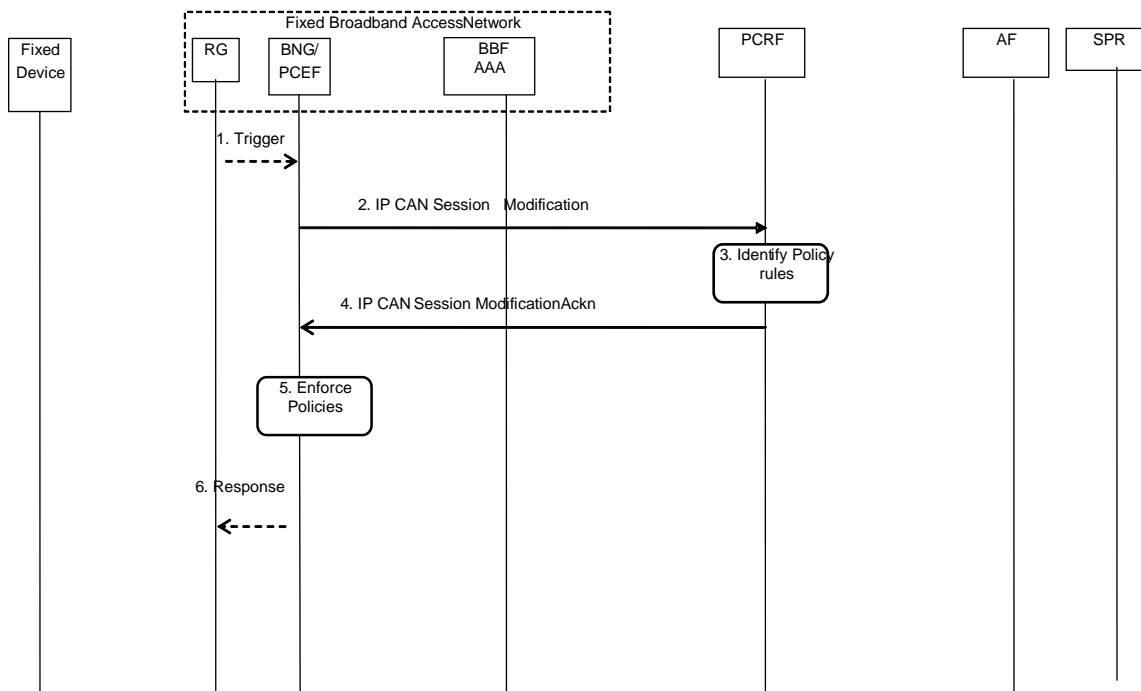 Fixed Broadband AccessNetwork
Fixed
Device
RG
BNG/
PCEF
BBF
AAA
PCRF
AF
SPR
1. Trigger
2. IP CAN Session Modification
3. Identify Policy
rules
4. IP CAN Session ModificationAckn
5. Enforce
Policies
6. Response